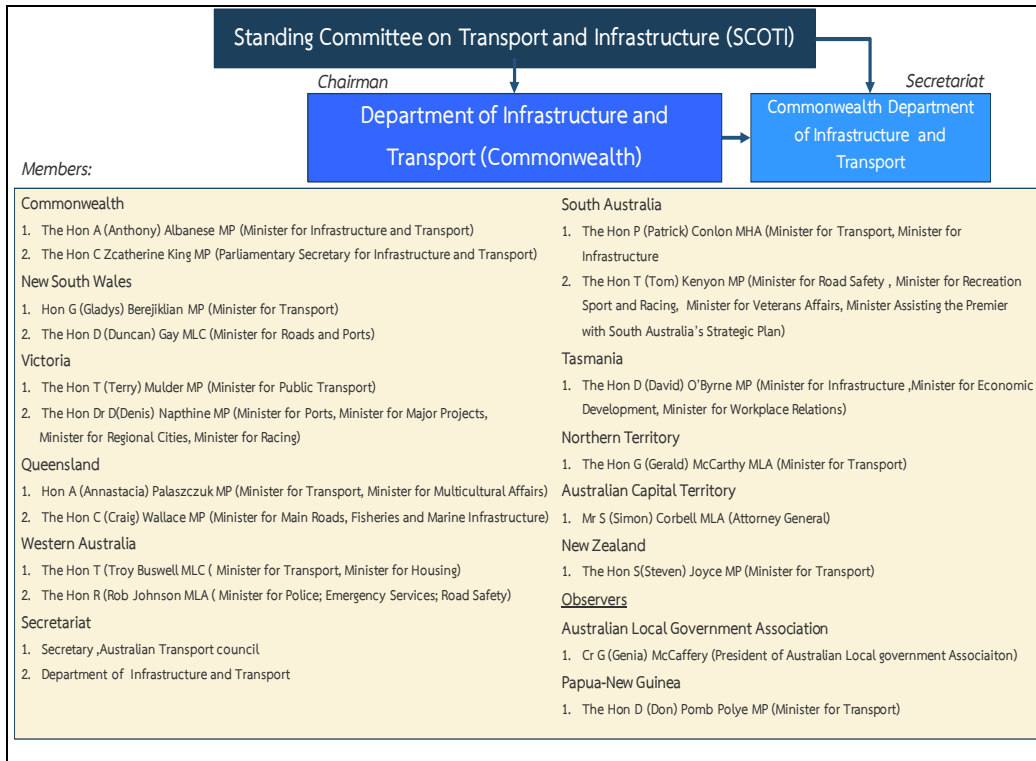 Standing Committee on Transport and Infrastructure (SCOTI)
Chairman
Secretariat
Department of Infrastructure and
Transport (Commonwealth)
Commonwealth Department
of Infrastructure and
Transport
Members:
Commonwealth
1. The Hon A (Anthony) Albanese MP (Minister for Infrastructure and Transport)
2. The Hon C Zcatherine King MP (Parliamentary Secretary for Infrastructure and Transport)
New South Wales
1. Hon G (Gladys) Berejiklian MP (Minister for Transport)
2. The Hon D (Duncan) Gay MLC (Minister for Roads and Ports)
Victoria
1. The Hon T (Terry) Mulder MP (Minister for Public Transport)
2. The Hon Dr D(Denis) Napthine MP (Minister for Ports, Minister for Major Projects,
Minister for Regional Cities, Minister for Racing)
Queensland
1. Hon A (Annastacia) Palaszczuk MP (Minister for Transport, Minister for Multicultural Affairs)
2. The Hon C (Craig) Wallace MP (Minister for Main Roads, Fisheries and Marine Infrastructure)
Western Australia
1. The Hon T (Troy Buswell MLC ( Minister for Transport, Minister for Housing)
2. The Hon R (Rob Johnson MLA ( Minister for Police; Emergency Services; Road Safety)
Secretariat
1. Secretary ,Australian Transport council
2. Department of Infrastructure and Transport
South Australia
1. The Hon P (Patrick) Conlon MHA (Minister for Transport, Minister for
Infrastructure
2. The Hon T (Tom) Kenyon MP (Minister for Road Safety , Minister for Recreation
Sport and Racing, Minister for Veterans Affairs, Minister Assisting the Premier
with South Australia's Strategic Plan)
Tasmania
1. The Hon D (David) O'Byrne MP (Minister for Infrastructure ,Minister for Economic
Development, Minister for Workplace Relations)
Northern Territory
1. The Hon G (Gerald) McCarthy MLA (Minister for Transport)
Australian Capital Territory
1. Mr S (Simon) Corbell MLA (Attorney General)
New Zealand
1. The Hon S(Steven) Joyce MP (Minister for Transport)
Observers
Australian Local Government Association
1. Cr G (Genia) McCaffery (President of Australian Local government Associaiton)
Papua-New Guinea
1. The Hon D (Don) Pomb Polye MP (Minister for Transport)